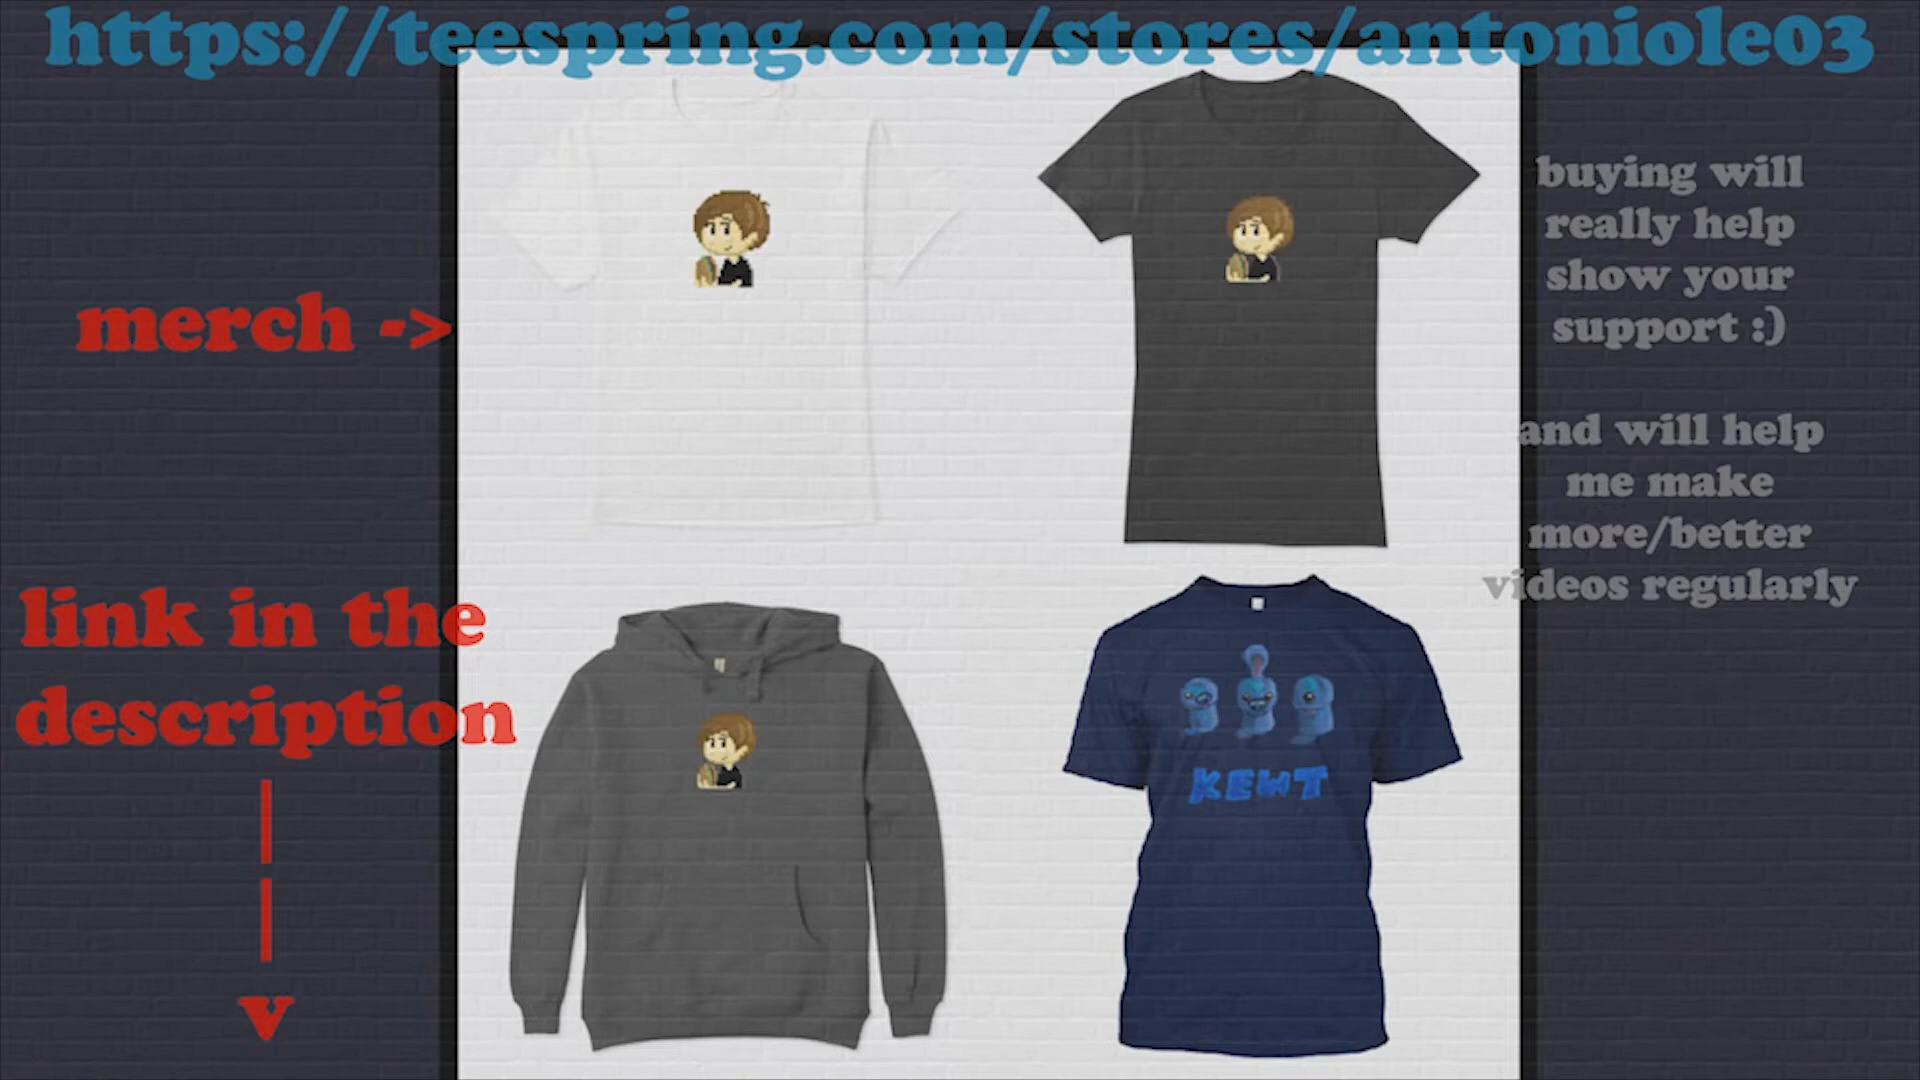 https://teespring.com/stores/antoniole03
merch ->
link in the
description
|
|
v
buying will
really help
show your
support :)
and will help
me make
more/better
videos regularly
KEWT